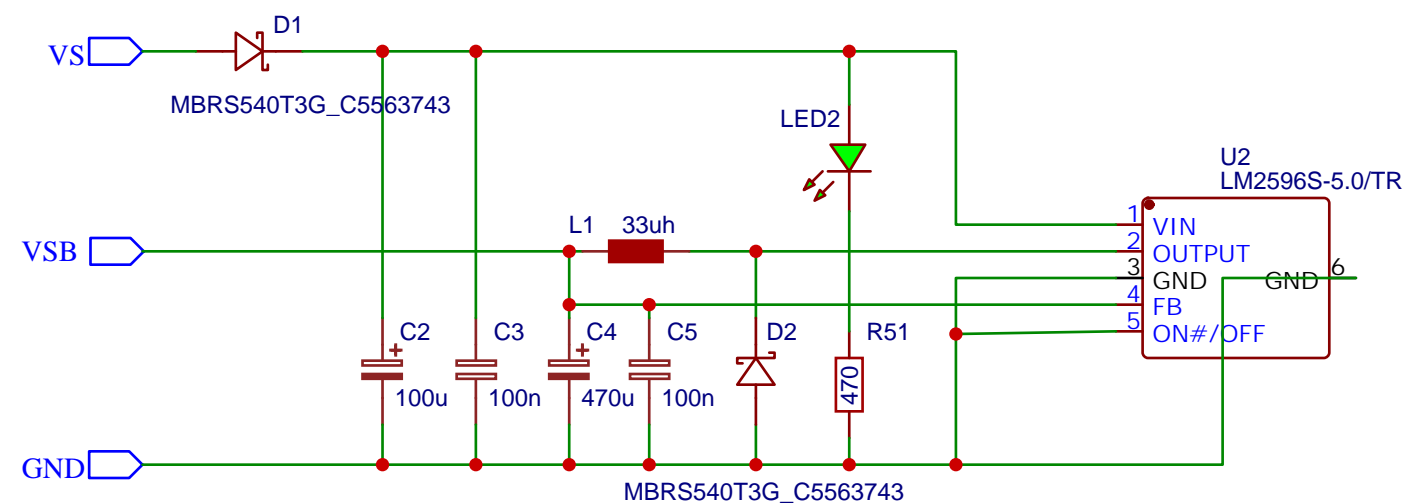 D1
VS
MBRS540T3G_C5563743
LED2
U2
LM2596S-5.0/TR
1 VIN
L1 33uh
VSB
2 OUTPUT
3 GND GND 6
4 FB
5 ON#/OFF
C2 C3 C4 C5 D2 R51
+ +
100u 100n 470u 100n 470
GND
MBRS540T3G_C5563743